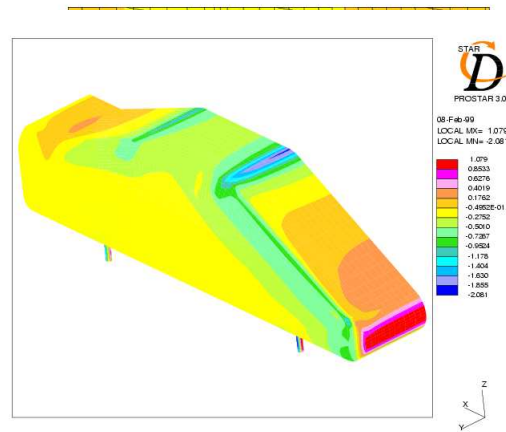 STAR
CD
PROSTAR 3.0
08-Feb-99
LOCAL MX= 1.079
LOCAL MN= -2.081
1.079
0.8533
0.6276
0.4019
0.1762
-0.4952E-01
-0.2752
-0.5010
-0.7267
-0.9524
-1.178
-1.404
-1.630
-1.855
-2.081
Z
X
Y